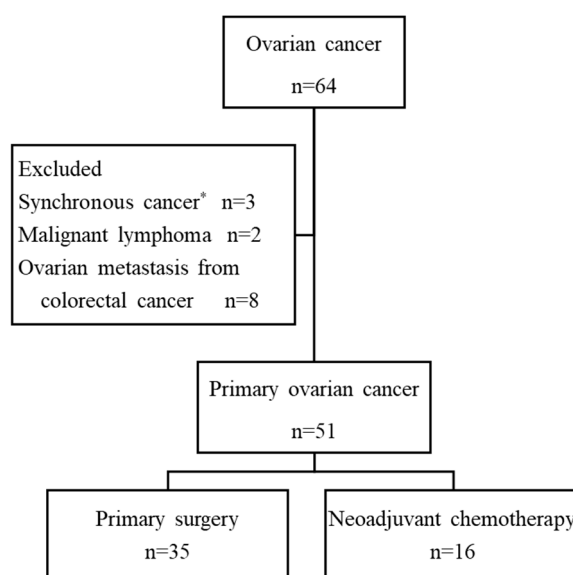 Ovarian cancer
n=64
Excluded
Synchronous cancer* n=3
Malignant lymphoma n=2
Ovarian metastasis from
colorectal cancer n=8
Primary ovarian cancer
n=51
Primary surgery
n=35
Neoadjuvant chemotherapy
n=16